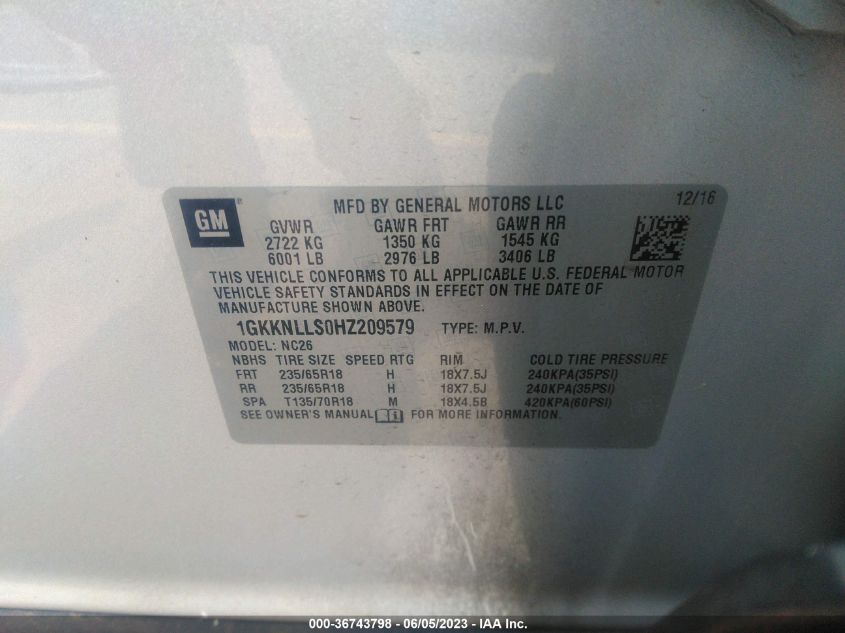 GM®
MFD BY GENERAL MOTORS LLC 12/16
GVWR GAWR FRT GAWR RR
2722 KG 1350 KG 1545 KG
6001 LB 2976 LB 3406 LB
THIS VEHICLE CONFORMS TO ALL APPLICABLE U.S. FEDERAL MOTOR
VEHICLE SAFETY STANDARDS IN EFFECT ON THE DATE OF
MANUFACTURE SHOWN ABOVE.
1GKKNLLS0HZ209579 TYPE: M.P.V.
MODEL: NC26
NBHS TIRE SIZE SPEED RTG RIM COLD TIRE PRESSURE
FRT 235/65R18 H 18X7.5J 240KPA(35PSI)
RR 235/65R18 H 18X7.5J 240KPA(35PSI)
SPA T135/70R18 M 18X4.5B 420KPA(60PSI)
SEE OWNER'S MANUAL FOR MORE INFORMATION.
000-36743798 - 06/05/2023 - IAA Inc.